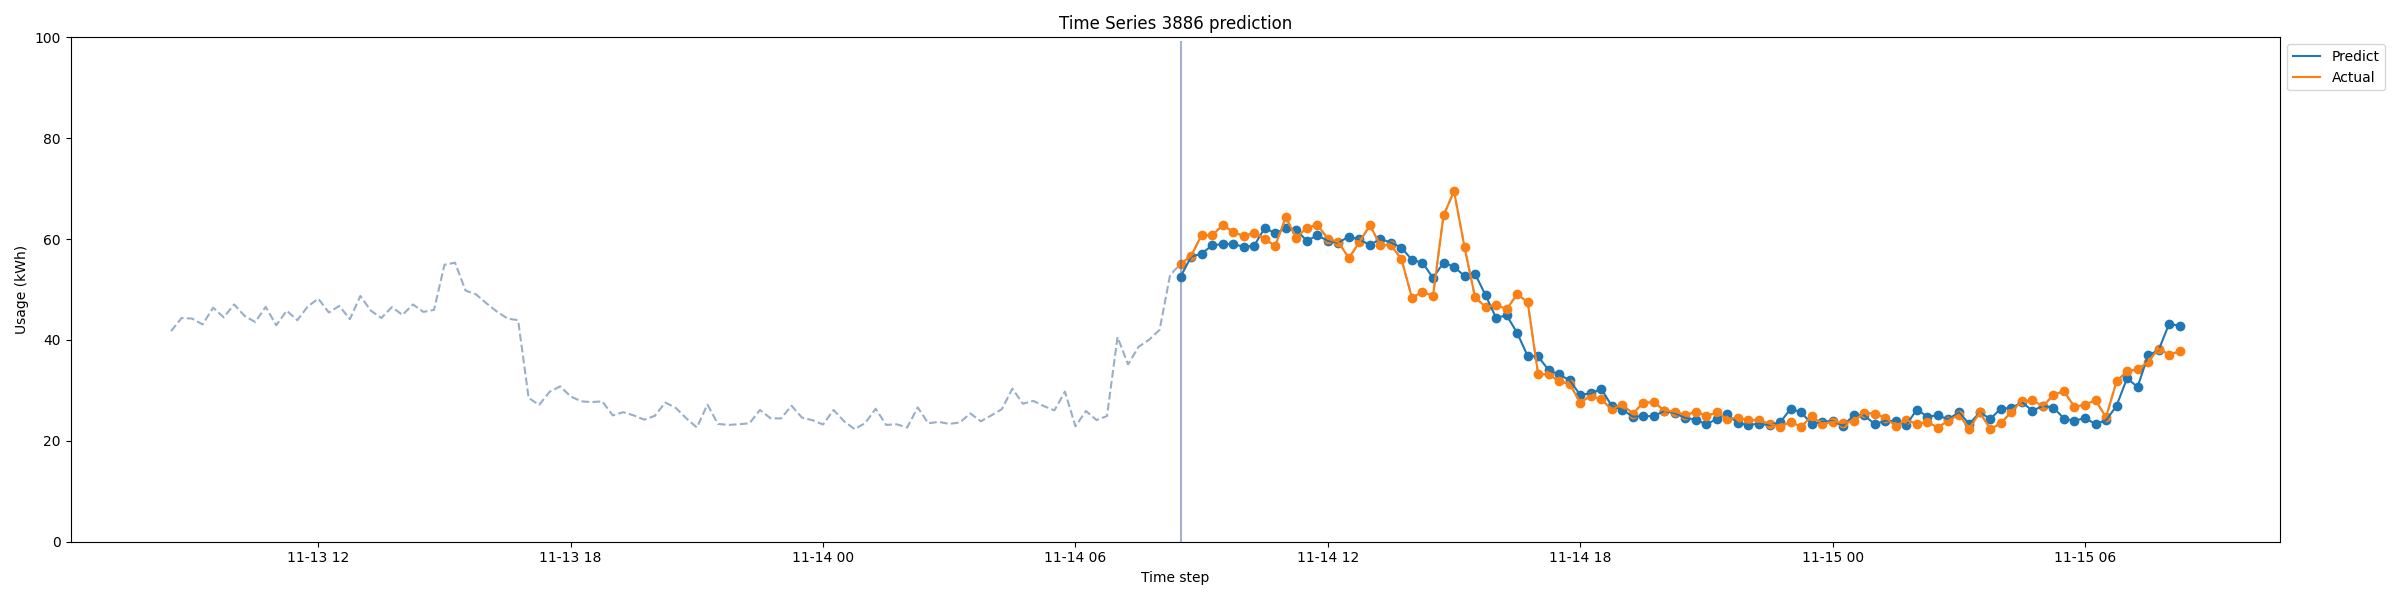 Time Series 3886 prediction
100
80
60
40
20
0
Usage (kWh)
11-13 12
11-13 18
11-14 00
11-14 06
11-14 12
11-14 18
11-15 00
11-15 06
Time step
Predict
Actual